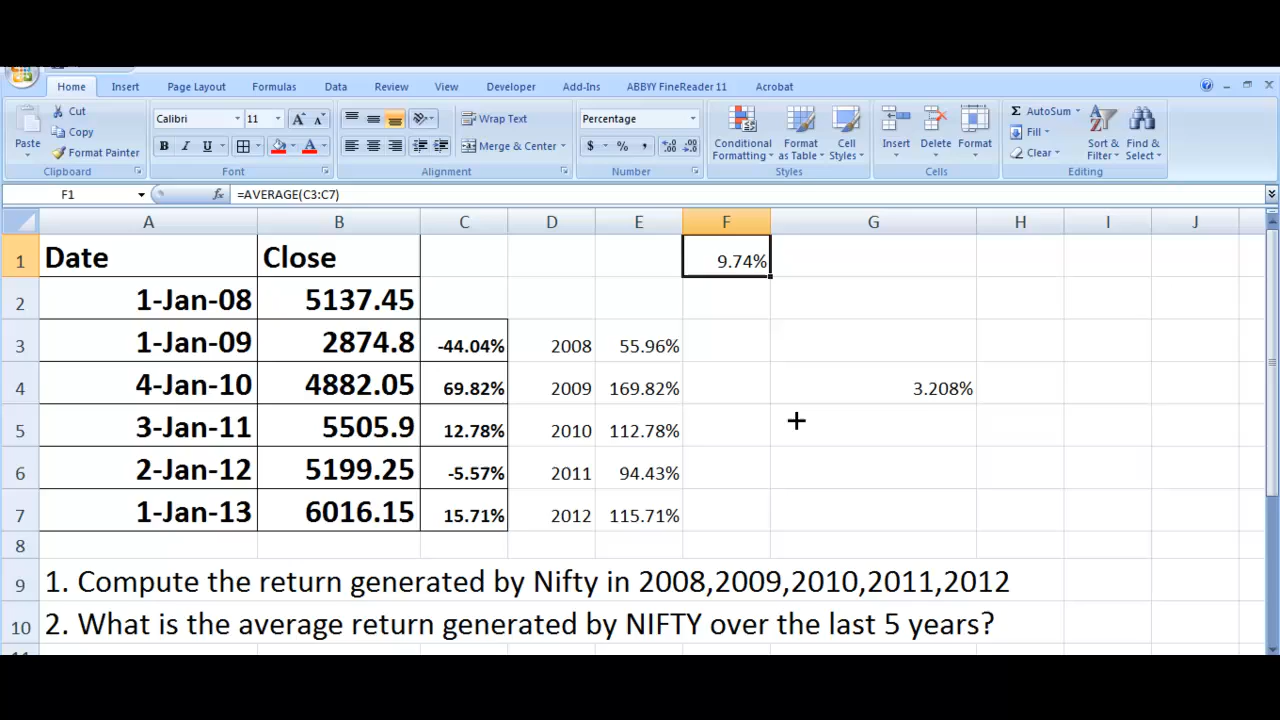 Home Insert Page Layout Formulas Data Review View Developer Add-Ins ABBYY FineReader 11 Acrobat
Cut
Copy
Format Painter
Paste
Clipboard
Calibri 11
B I U
Font
Wrap Text
Merge & Center
Alignment
Percentage
$ % ,
Number
Conditional Formatting
Format as Table
Cell Styles
Styles
Insert Delete Format
Cells
Σ AutoSum
Fill
Clear
Sort & Filter
Find & Select
Editing
F1 fx =AVERAGE(C3:C7)
A B C D E F G H I J
1 Date Close 9.74%
2 1-Jan-08 5137.45
3 1-Jan-09 2874.8 -44.04% 2008 55.96%
4 4-Jan-10 4882.05 69.82% 2009 169.82% 3.208%
5 3-Jan-11 5505.9 12.78% 2010 112.78%
6 2-Jan-12 5199.25 -5.57% 2011 94.43%
7 1-Jan-13 6016.15 15.71% 2012 115.71%
8
9 1. Compute the return generated by Nifty in 2008,2009,2010,2011,2012
10 2. What is the average return generated by NIFTY over the last 5 years?